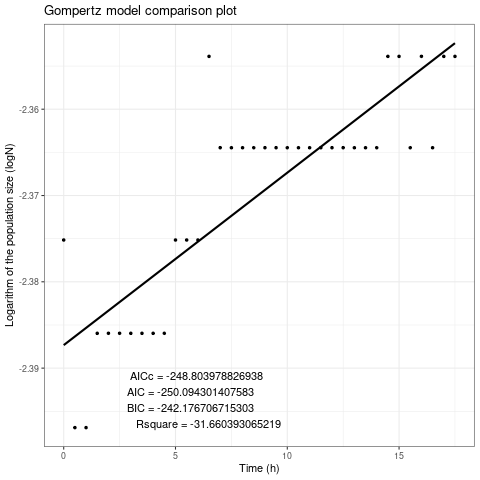 Gompertz model comparison plot
Logarithm of the population size (logN)
-2.36
-2.37
-2.38
-2.39
AICc = -248.803978826938
AIC = -250.094301407583
BIC = -242.176706715303
Rsquare = -31.660393065219
0 5 10 15
Time (h)